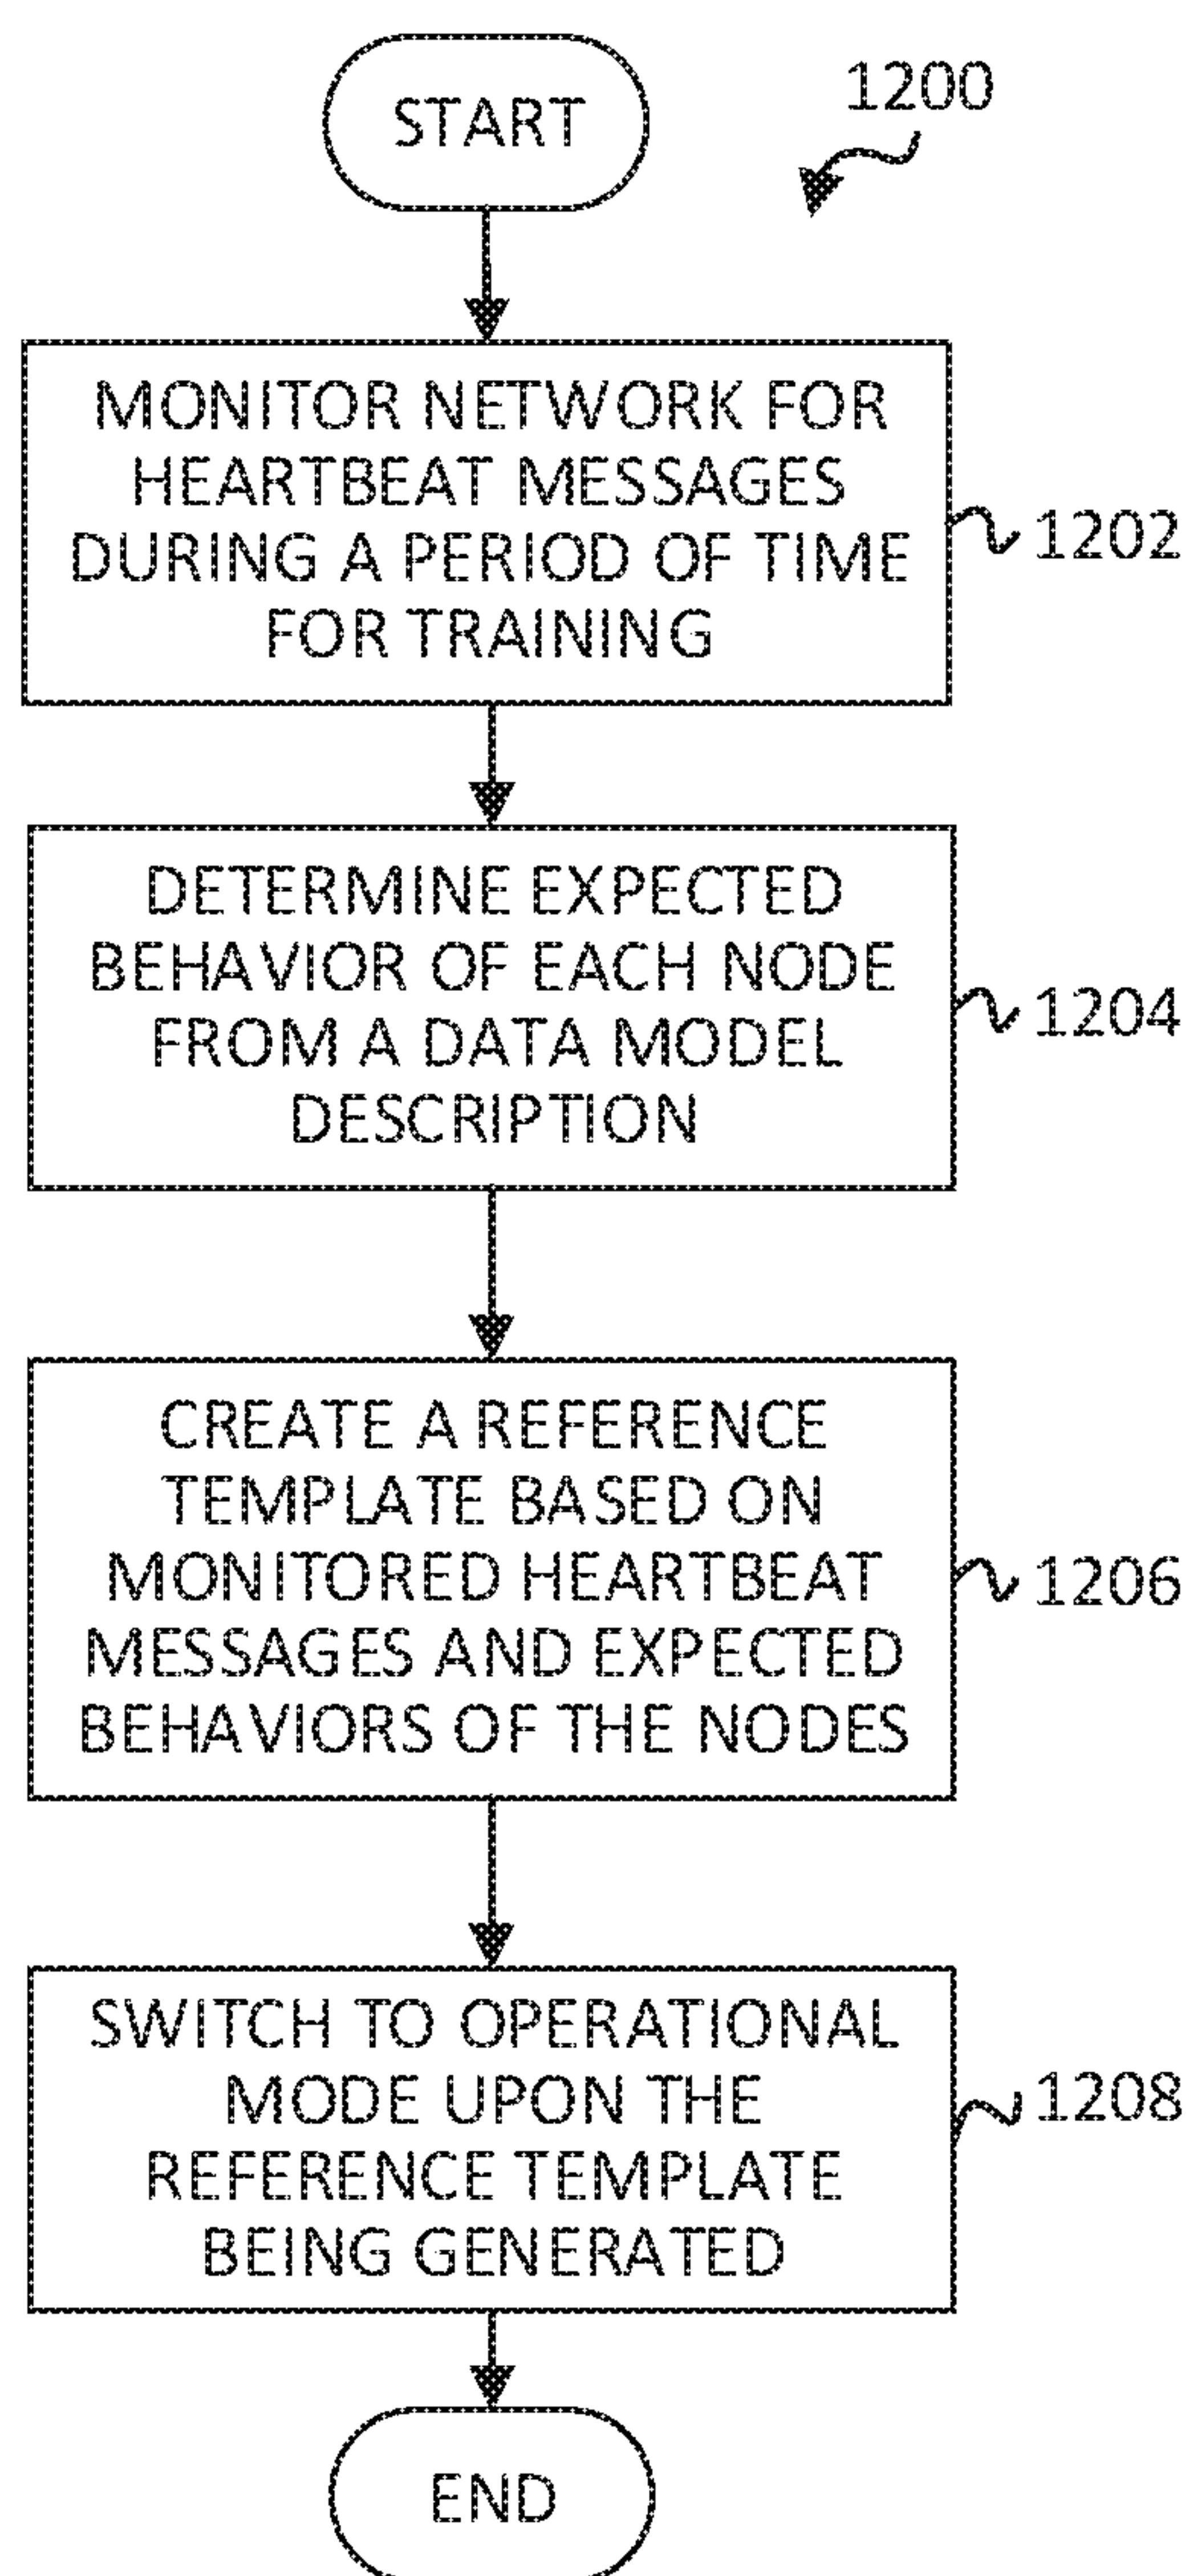 START
1200
MONITOR NETWORK FOR
HEARTBEAT MESSAGES
DURING A PERIOD OF TIME
FOR TRAINING
1202
DETERMINE EXPECTED
BEHAVIOR OF EACH NODE
FROM A DATA MODEL
DESCRIPTION
1204
CREATE A REFERENCE
TEMPLATE BASED ON
MONITORED HEARTBEAT
MESSAGES AND EXPECTED
BEHAVIORS OF THE NODES
1206
SWITCH TO OPERATIONAL
MODE UPON THE
REFERENCE TEMPLATE
BEING GENERATED
1208
END